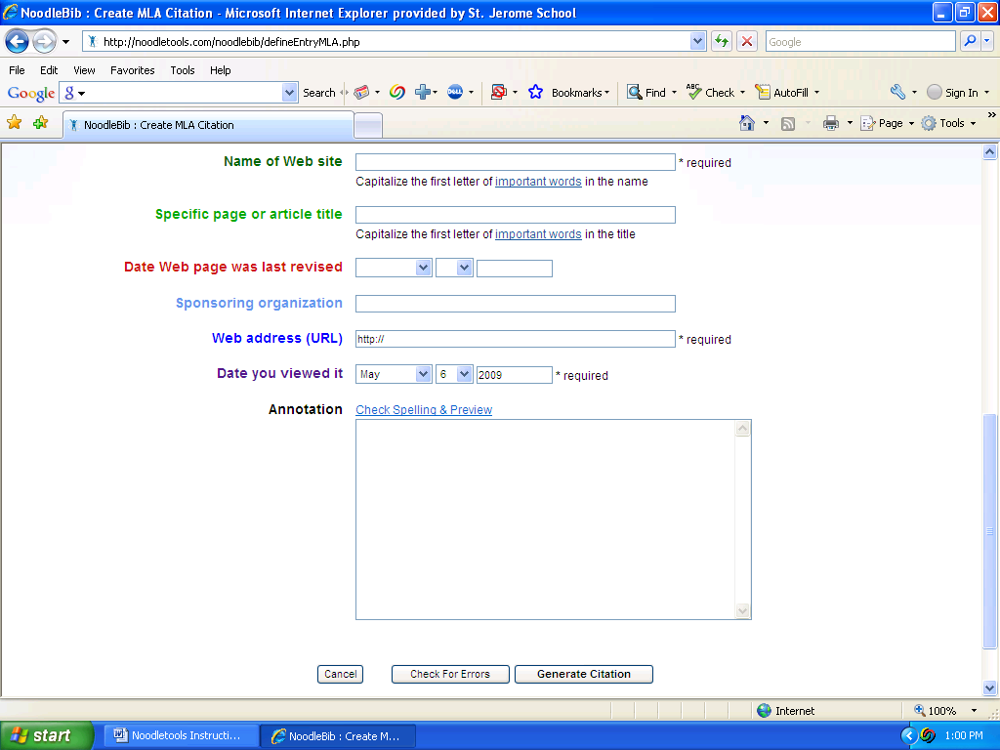 NoodleBib : Create MLA Citation - Microsoft Internet Explorer provided by St. Jerome School
http://noodletools.com/noodlebib/defineEntryMLA.php
Google
File Edit View Favorites Tools Help
Google g Search DELL Bookmarks Find ABC Check AutoFill Sign In
NoodleBib : Create MLA Citation Page Tools »
Name of Web site * required
Capitalize the first letter of important words in the name
Specific page or article title
Capitalize the first letter of important words in the title
Date Web page was last revised
Sponsoring organization
Web address (URL) http:// * required
Date you viewed it May 6 2009 * required
Annotation Check Spelling & Preview
Cancel Check For Errors Generate Citation
Internet 100%
start Noodletools Instructi... NoodleBib : Create M... 1:00 PM